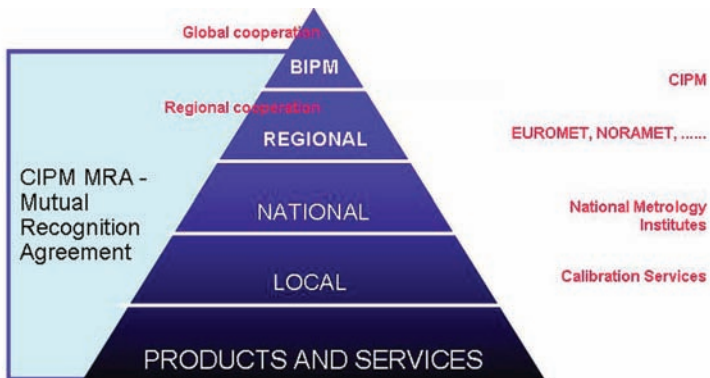 Global cooperation
BIPM
CIPM
Regional cooperation
REGIONAL
EUROMET, NORAMET, ......
CIPM MRA -
Mutual
Recognition
Agreement
NATIONAL
National Metrology
Institutes
LOCAL
Calibration Services
PRODUCTS AND SERVICES